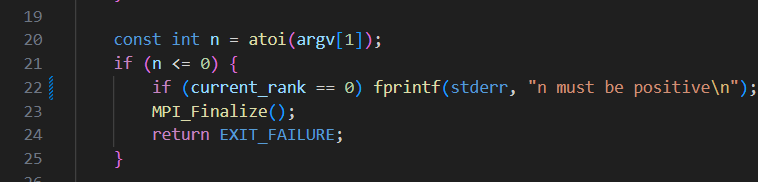 19
20 const int n = atoi(argv[1]);
21 if (n <= 0) {
22 if (current_rank == 0) fprintf(stderr, "n must be positive\n");
23 MPI_Finalize();
24 return EXIT_FAILURE;
25 }